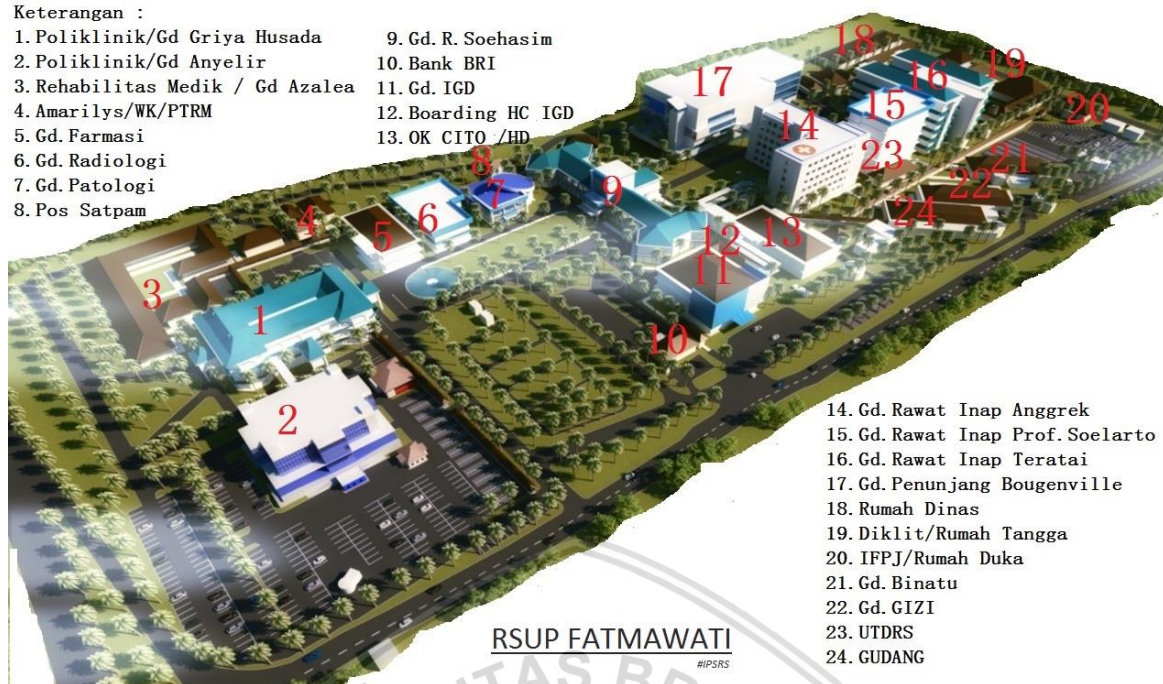 Keterangan :
1. Poliklinik/Gd Griya Husada
2. Poliklinik/Gd Anyelir
3. Rehabilitas Medik / Gd Azalea
4. Amarilys/WK/PTRM
5. Gd. Farmasi
6. Gd. Radiologi
7. Gd. Patologi
8. Pos Satpam
9. Gd. R. Soehasim
10. Bank BRI
11. Gd. IGD
12. Boarding HC IGD
13. OK CITO /HD
18
19
17
16
15
20
14
21
23
22
8
7
9
24
4
5
6
12
13
11
3
1
10
2
14. Gd. Rawat Inap Anggrek
15. Gd. Rawat Inap Prof. Soelarto
16. Gd. Rawat Inap Teratai
17. Gd. Penunjang Bougenville
18. Rumah Dinas
19. Diklit/Rumah Tangga
20. IFPJ/Rumah Duka
21. Gd. Binatu
22. Gd. GIZI
23. UTDRS
24. GUDANG
RSUP FATMAWATI
#IPSRS